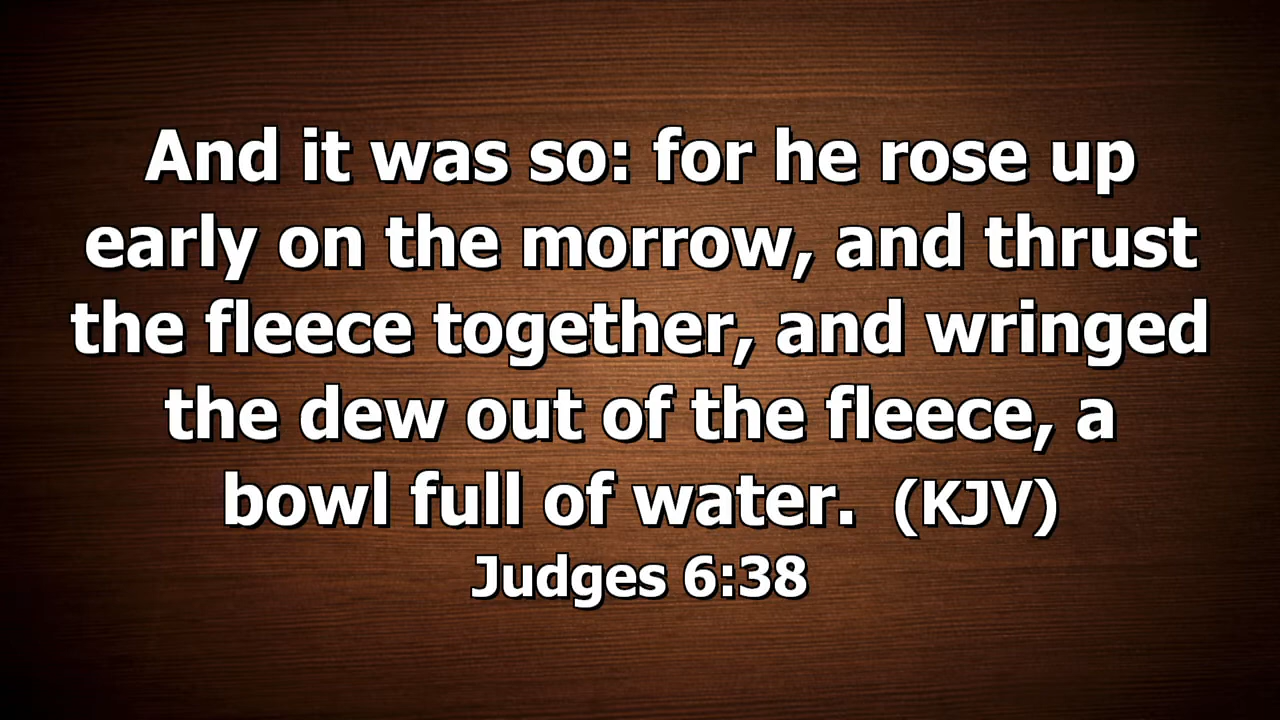 And it was so: for he rose up
early on the morrow, and thrust
the fleece together, and wringed
the dew out of the fleece, a
bowl full of water. (KJV)
Judges 6:38